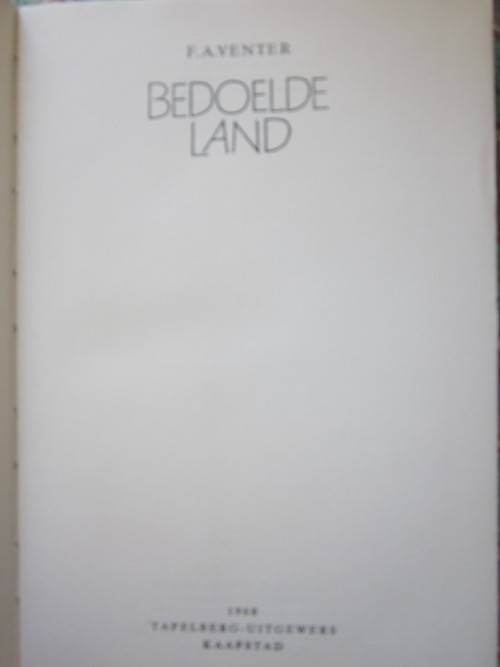 F.A.VENTER
BEDOELDE
LAND
1968
TAFELBERG-UITGEWERS
KAAPSTAD